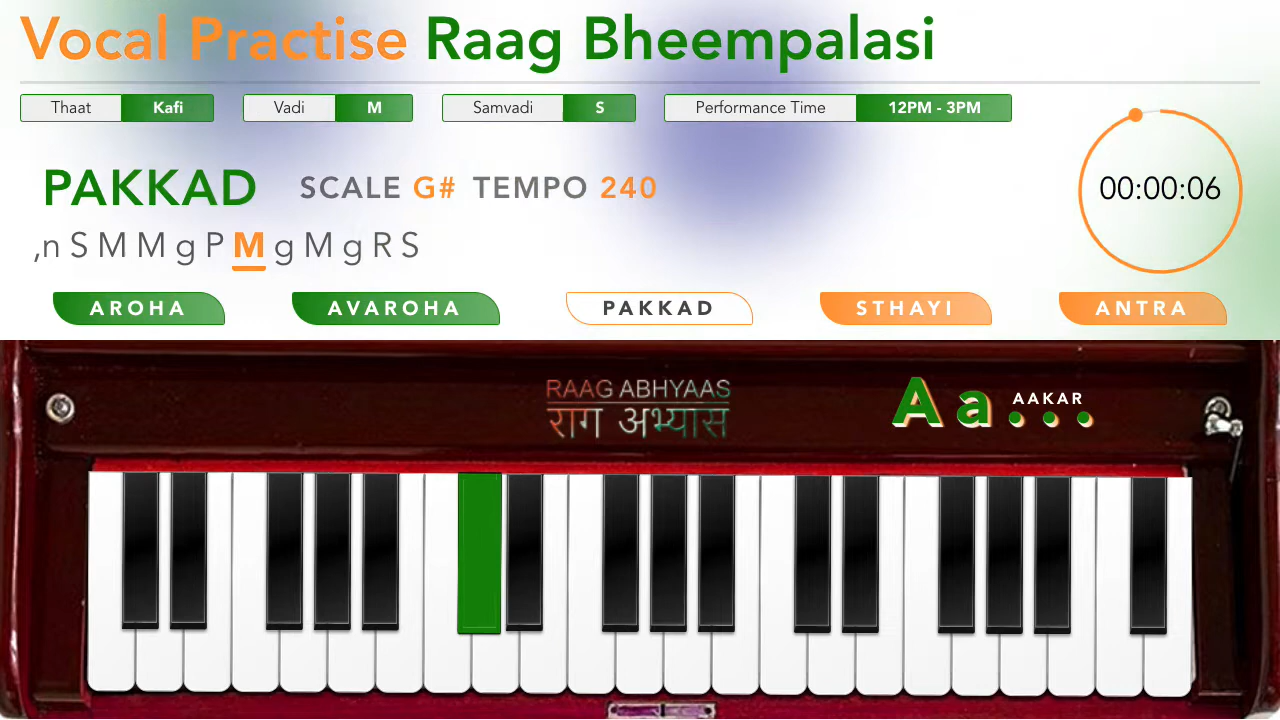 Vocal Practise Raag Bheempalasi
Thaat Kafi Vadi M Samvadi S Performance Time 12PM - 3PM
00:00:06
PAKKAD SCALE G# TEMPO 240
,n S M M g P M g M g R S
AROHA AVAROHA PAKKAD STHAYI ANTRA
RAAG ABHYAAS
राग अभ्यास
Aa...
AAKAR